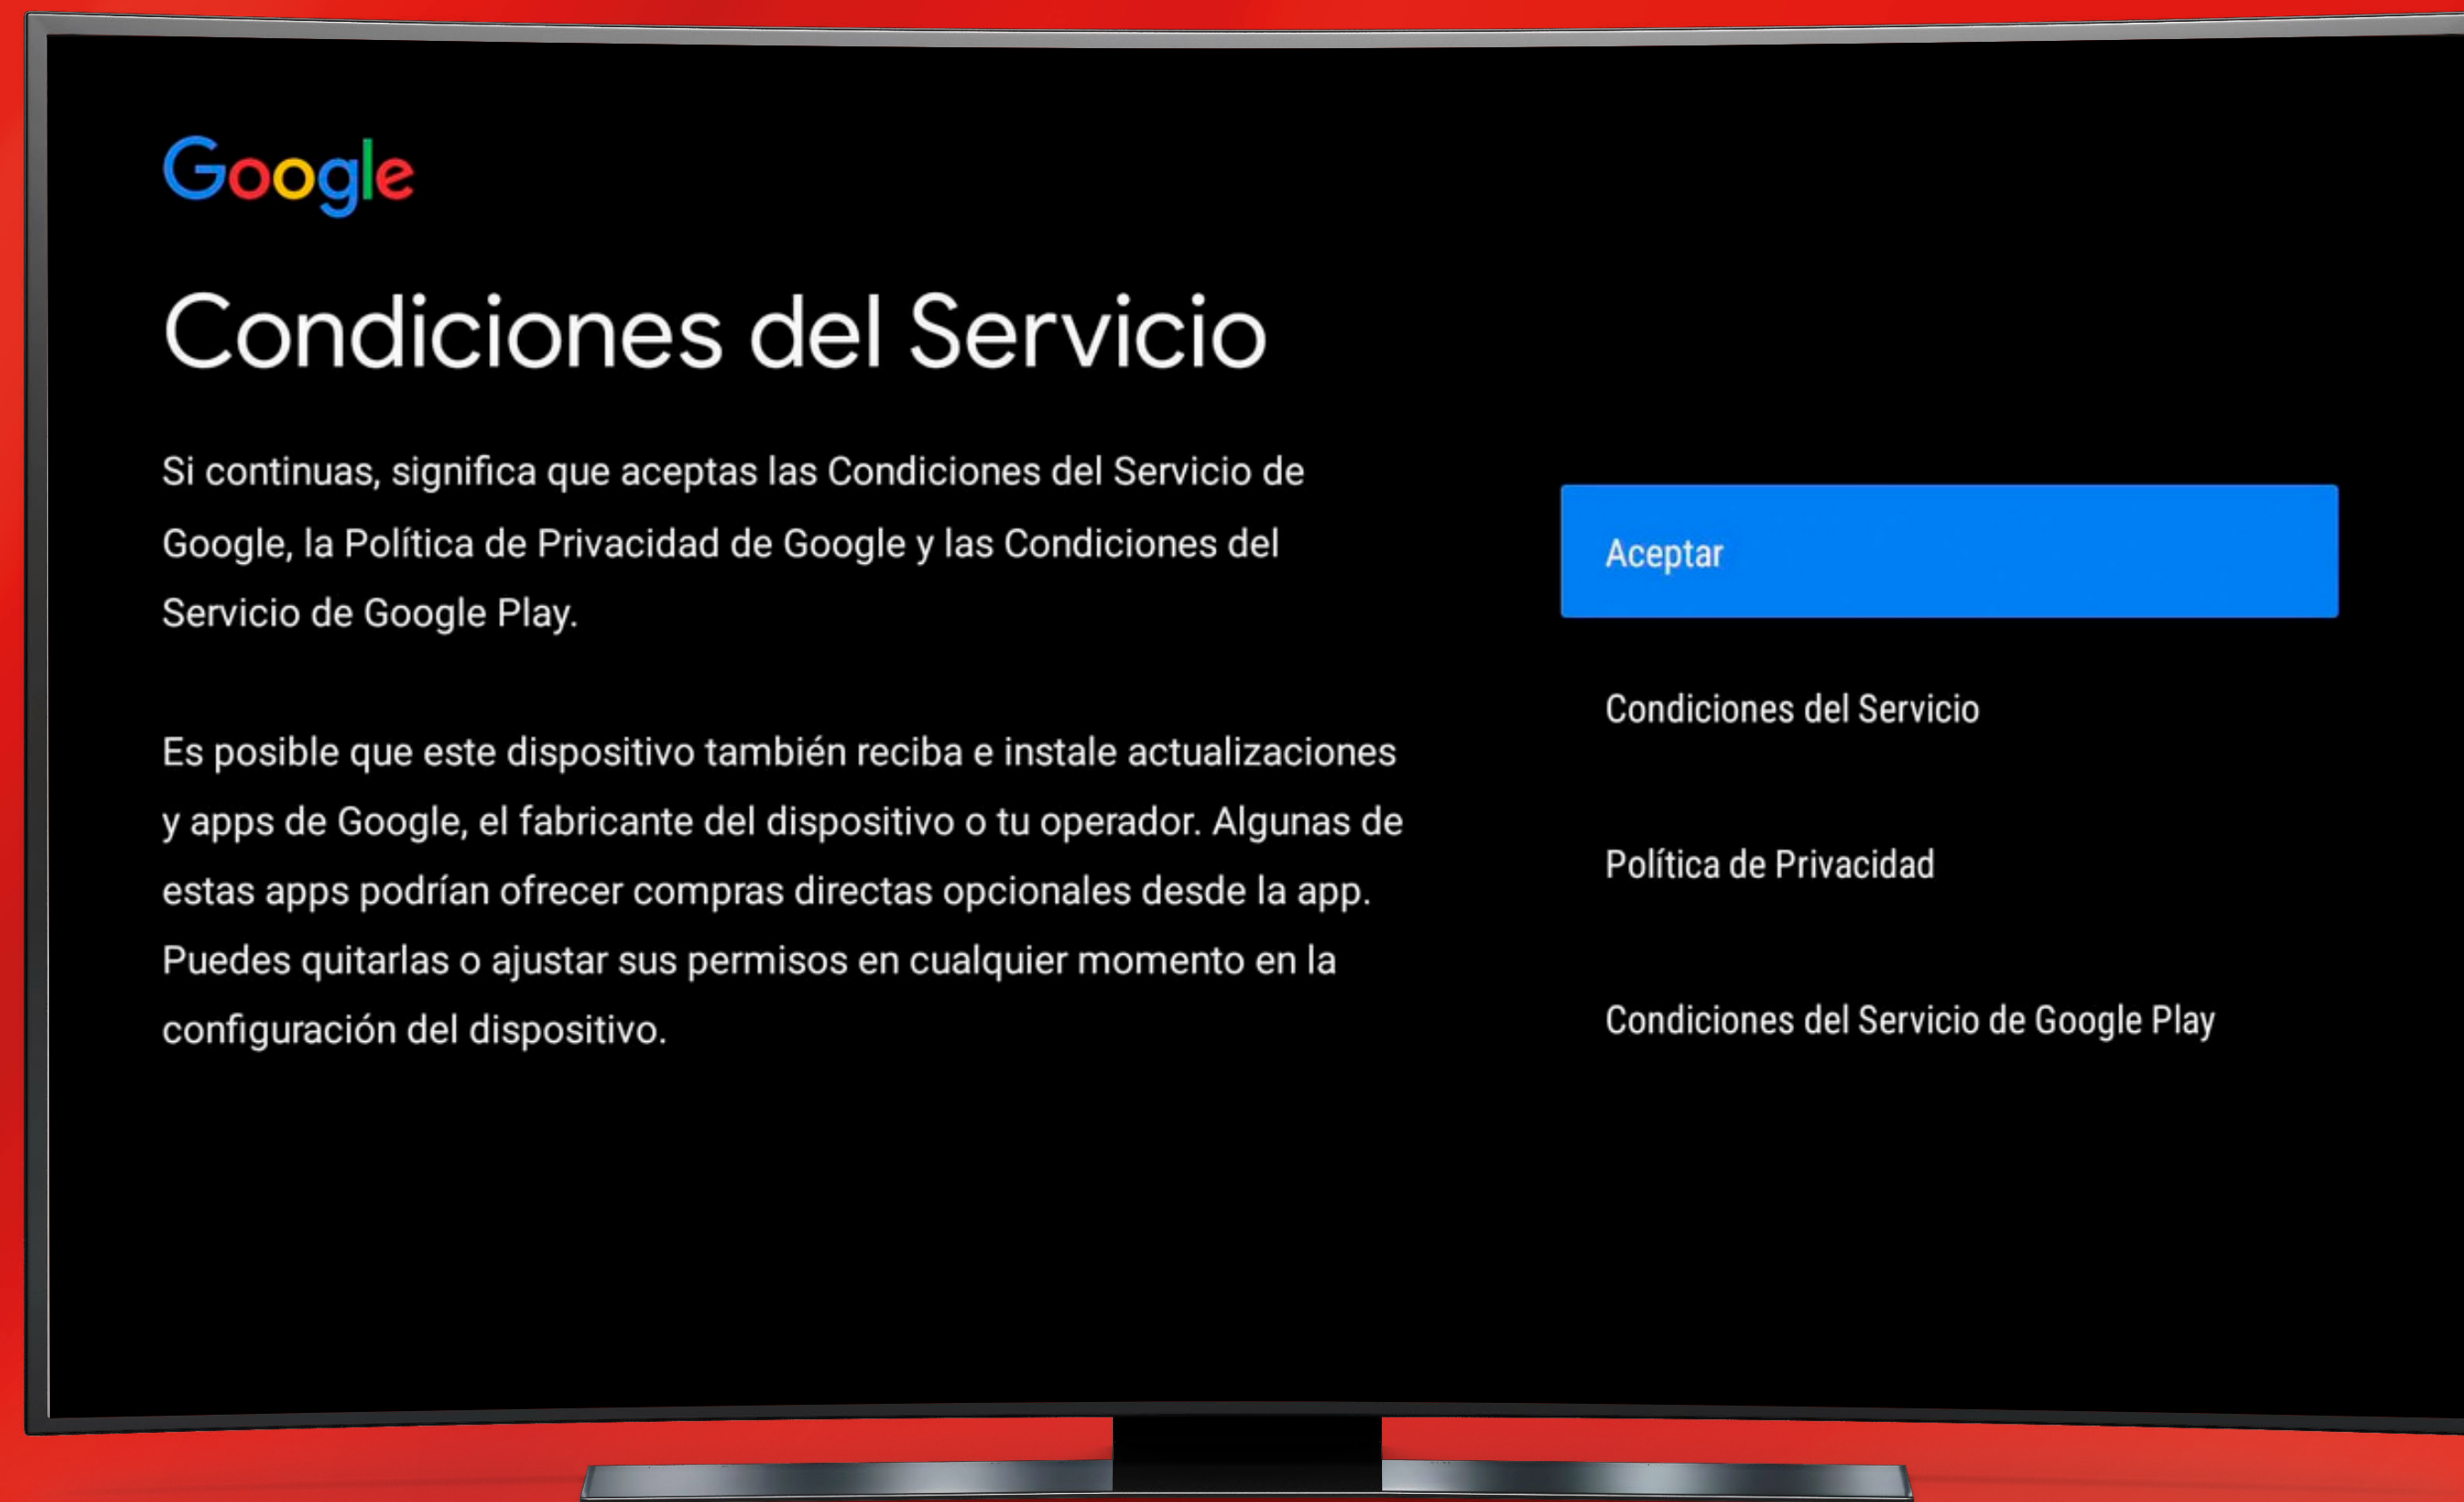 Google
Condiciones del Servicio
Si continuas, significa que aceptas las Condiciones del Servicio de
Google, la Política de Privacidad de Google y las Condiciones del
Servicio de Google Play.
Es posible que este dispositivo también reciba e instale actualizaciones
y apps de Google, el fabricante del dispositivo o tu operador. Algunas de
estas apps podrían ofrecer compras directas opcionales desde la app.
Puedes quitarlas o ajustar sus permisos en cualquier momento en la
configuración del dispositivo.
Aceptar
Condiciones del Servicio
Política de Privacidad
Condiciones del Servicio de Google Play